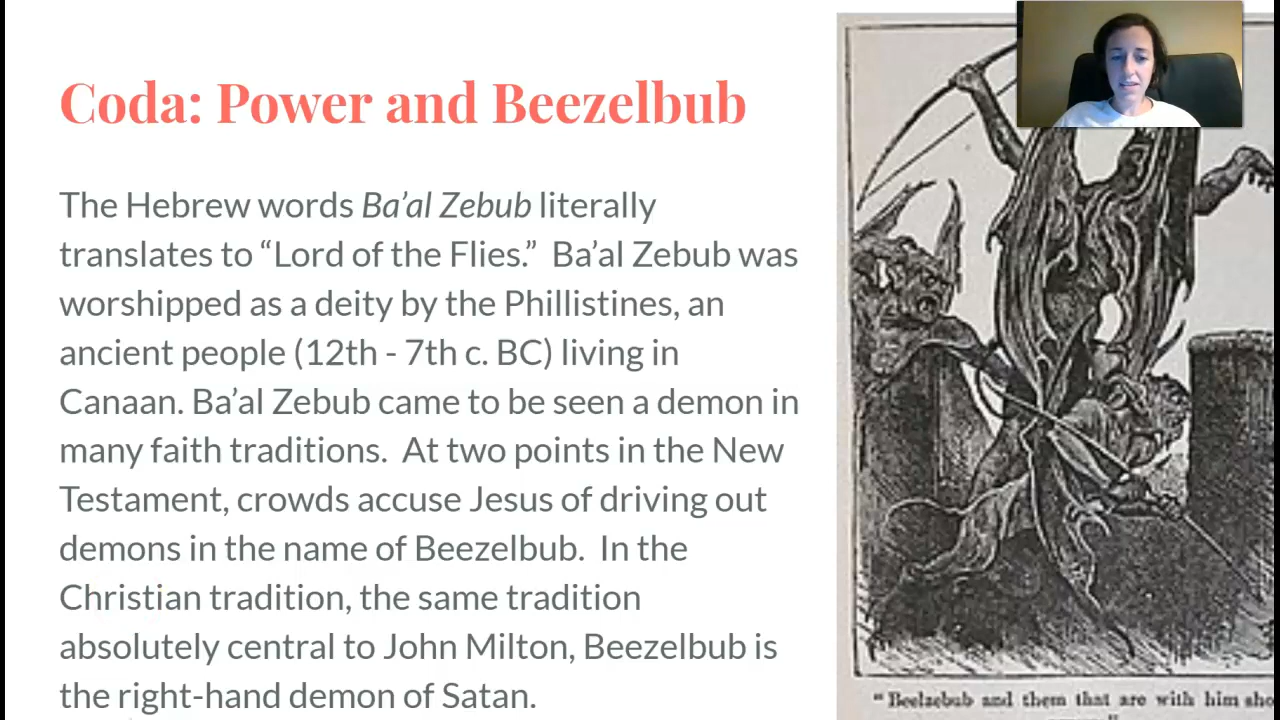 Coda: Power and Beezelbub
The Hebrew words Ba’al Zebub literally
translates to “Lord of the Flies.”  Ba’al Zebub was
worshipped as a deity by the Phillistines, an
ancient people (12th - 7th c. BC) living in
Canaan. Ba’al Zebub came to be seen a demon in
many faith traditions.  At two points in the New
Testament, crowds accuse Jesus of driving out
demons in the name of Beezelbub.  In the
Christian tradition, the same tradition
absolutely central to John Milton, Beezelbub is
the right-hand demon of Satan.
“Beelzebub and them that are with him sho